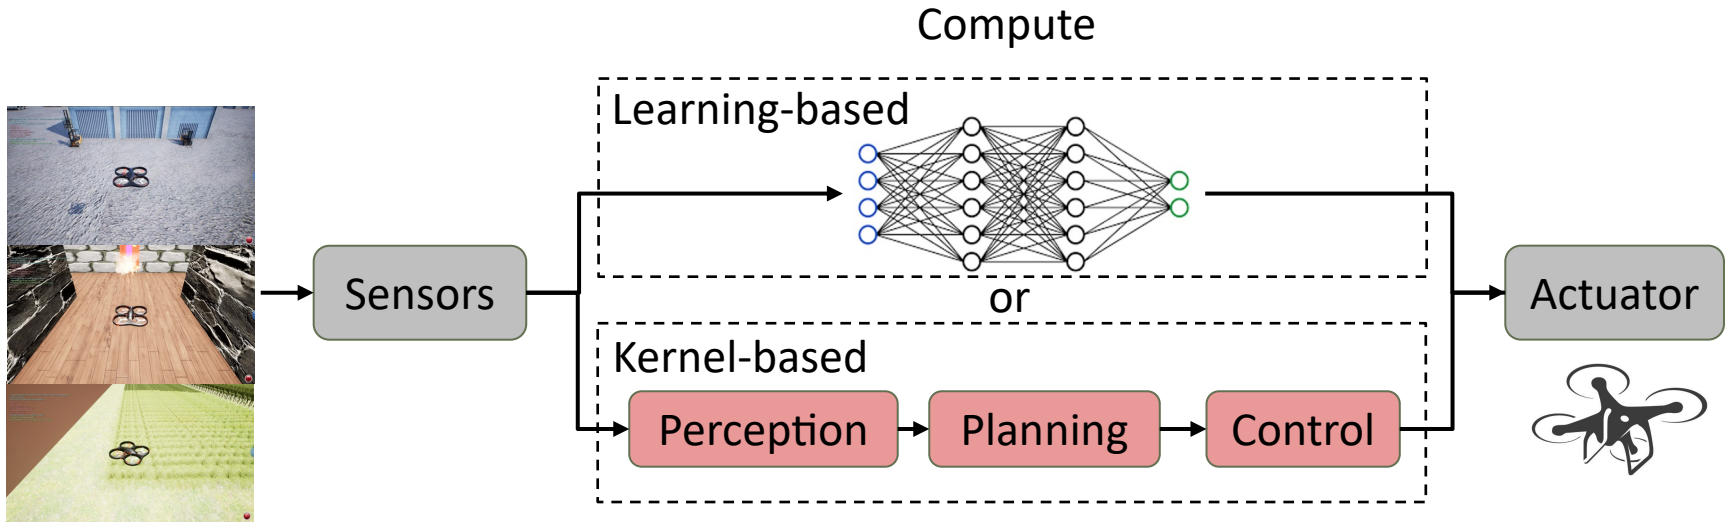 Compute
Learning-based
Sensors
or
Actuator
Kernel-based
Perception
Planning
Control